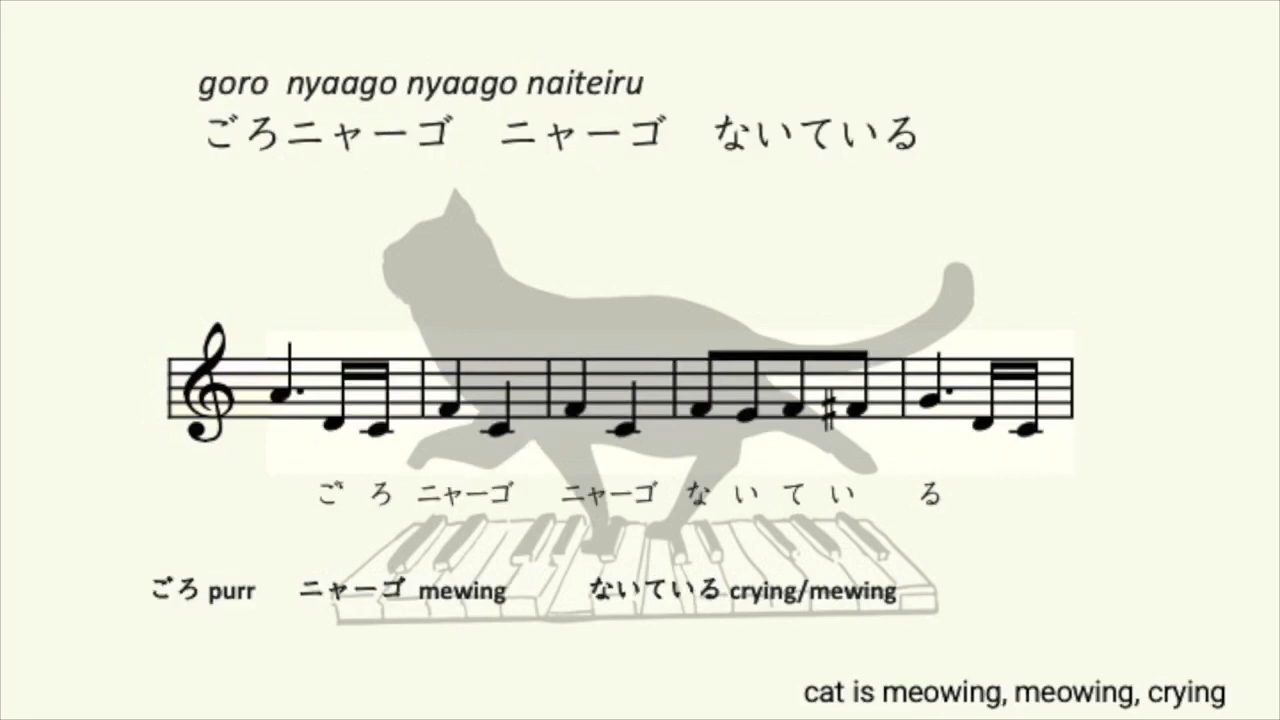 goro nyaago nyaago naiteiru
ごろニャーゴ　ニャーゴ　ないている
ご ろ ニャーゴ ニャーゴ な い て い る
ごろ purr ニャーゴ mewing ないている crying/mewing
cat is meowing, meowing, crying